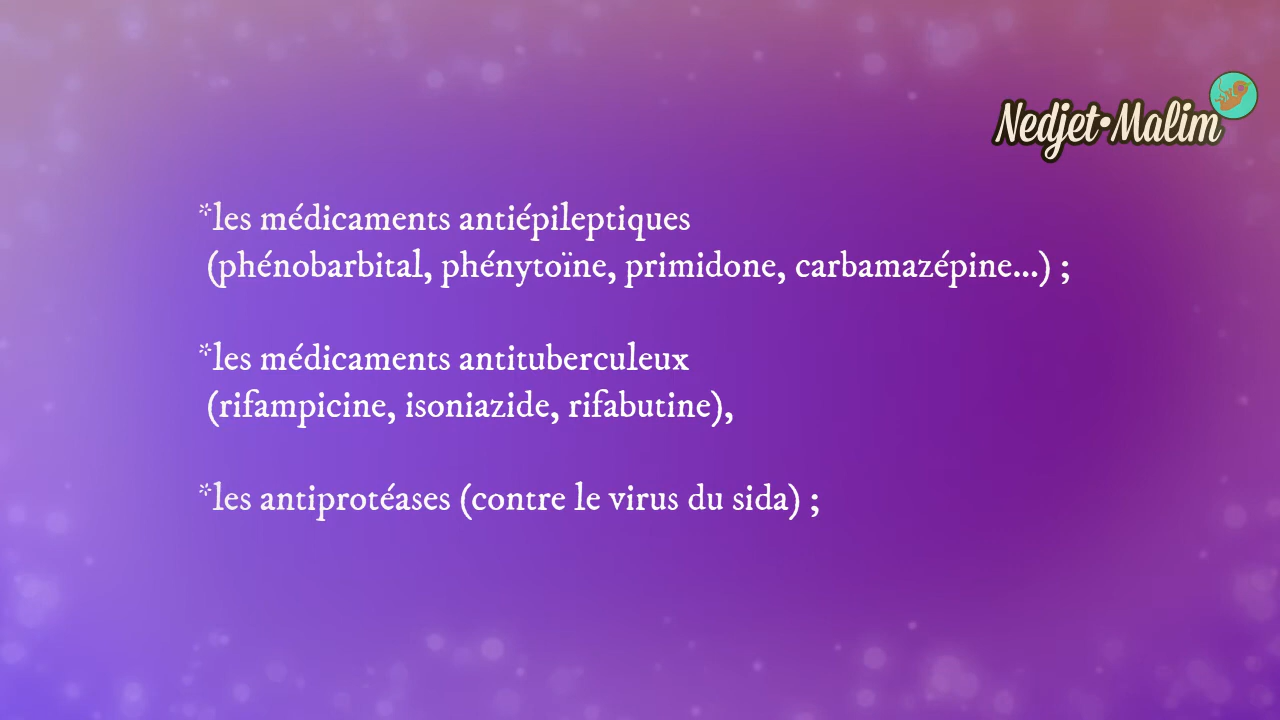 Nedjet•Malim
*les médicaments antiépileptiques
(phénobarbital, phénytoïne, primidone, carbamazépine...) ;
*les médicaments antituberculeux
(rifampicine, isoniazide, rifabutine),
*les antiprotéases (contre le virus du sida) ;